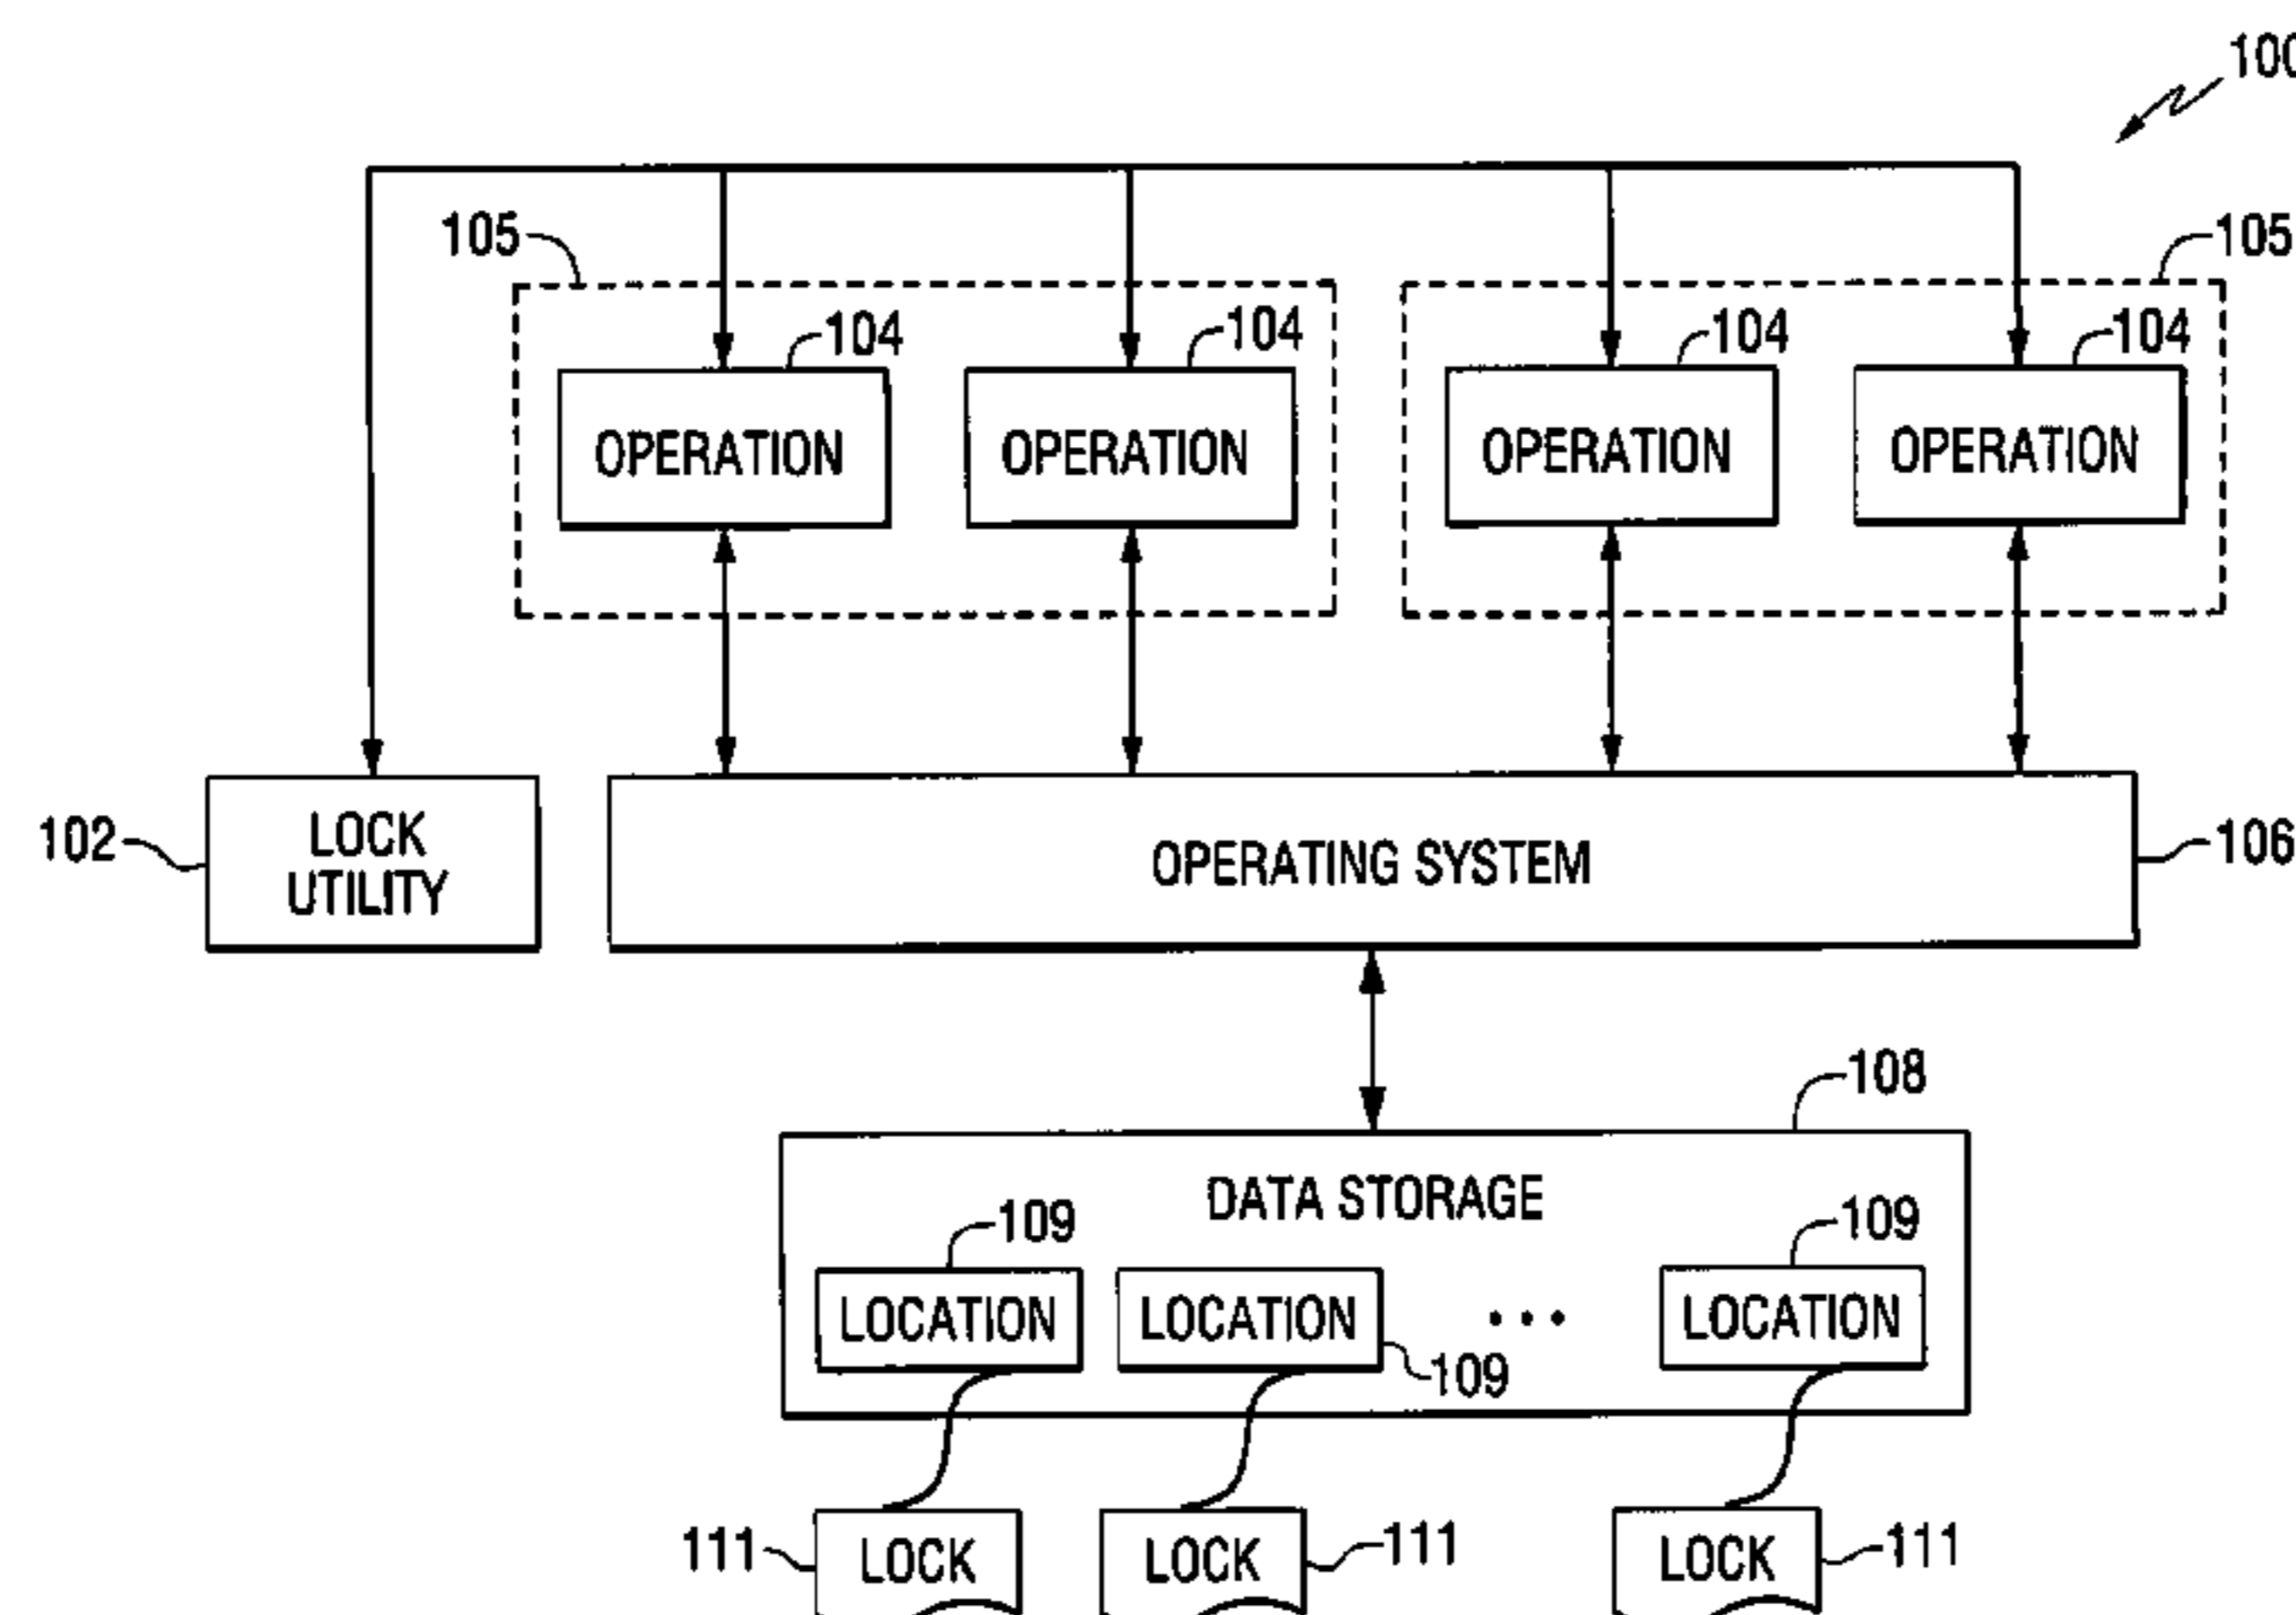 100
105
105
104
104
104
104
OPERATION
OPERATION
OPERATION
OPERATION
102
LOCK
UTILITY
OPERATING SYSTEM
106
108
DATA STORAGE
109
109
LOCATION
LOCATION
• • •
LOCATION
109
111
LOCK
LOCK
111
LOCK
111